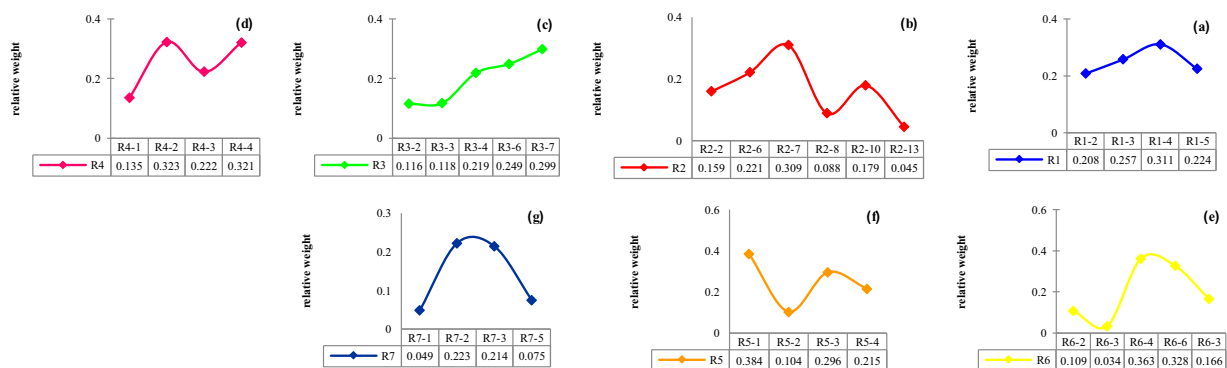 (d)
relative weight
0.4
0.2
0
R4-1 R4-2 R4-3 R4-4
R4 0.135 0.323 0.222 0.321
(c)
relative weight
0.4
0.2
0
R3-2 R3-3 R3-4 R3-6 R3-7
R3 0.116 0.118 0.219 0.249 0.299
(b)
relative weight
0.4
0.2
0
R2-2 R2-6 R2-7 R2-8 R2-10 R2-13
R2 0.159 0.221 0.309 0.088 0.179 0.045
(a)
relative weight
0.4
0.2
0
R1-2 R1-3 R1-4 R1-5
R1 0.208 0.257 0.311 0.224
(g)
relative weight
0.3
0.2
0.1
0
R7-1 R7-2 R7-3 R7-5
R7 0.049 0.223 0.214 0.075
(f)
relative weight
0.6
0.4
0.2
0
R5-1 R5-2 R5-3 R5-4
R5 0.384 0.104 0.296 0.215
(e)
relative weight
0.6
0.4
0.2
0
R6-2 R6-3 R6-4 R6-6 R6-3
R6 0.109 0.034 0.363 0.328 0.166